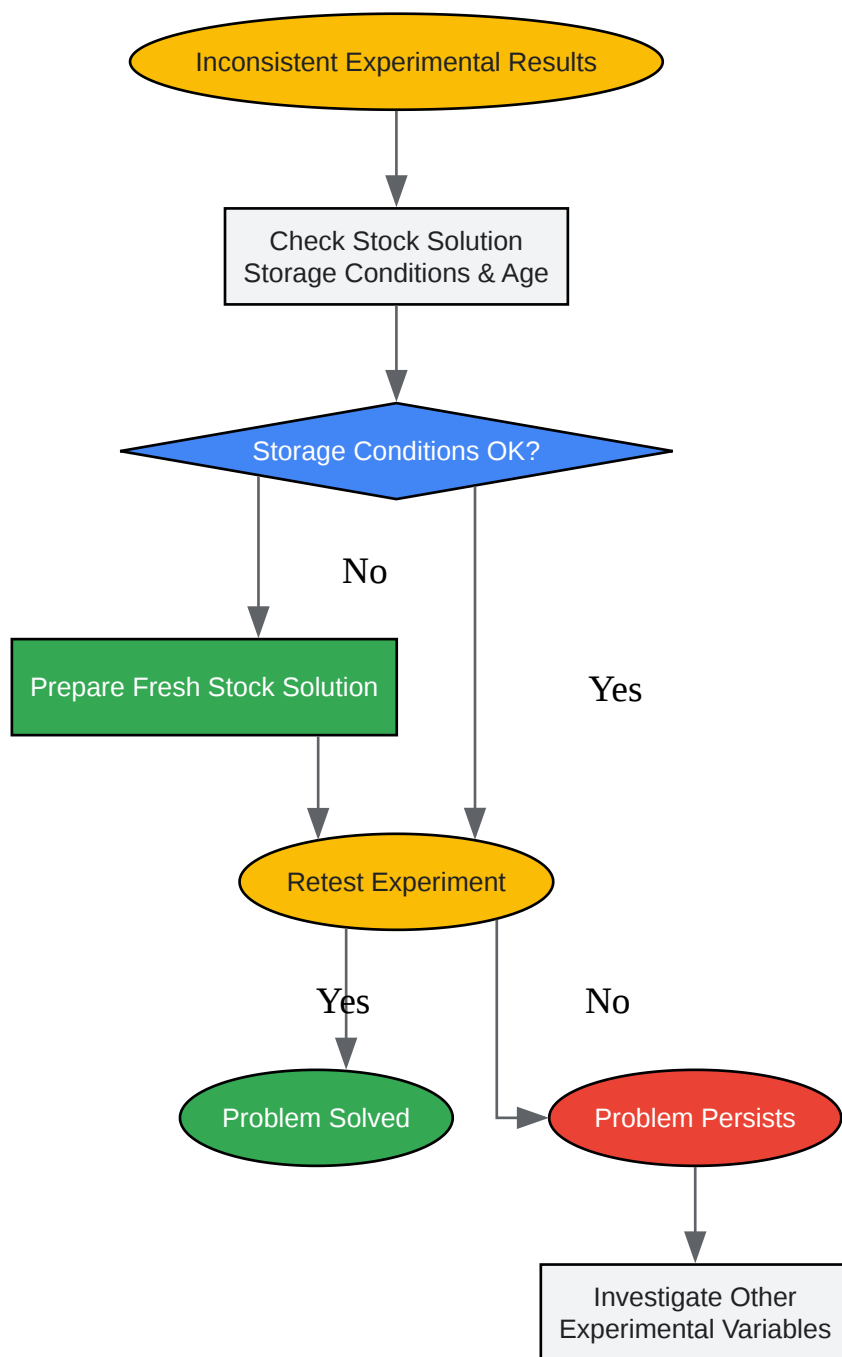 Inconsistent Experimental Results
Check Stock Solution
Storage Conditions & Age
Storage Conditions OK?
No
Prepare Fresh Stock Solution
Yes
Retest Experiment
Yes
No
Problem Solved
Problem Persists
Investigate Other
Experimental Variables